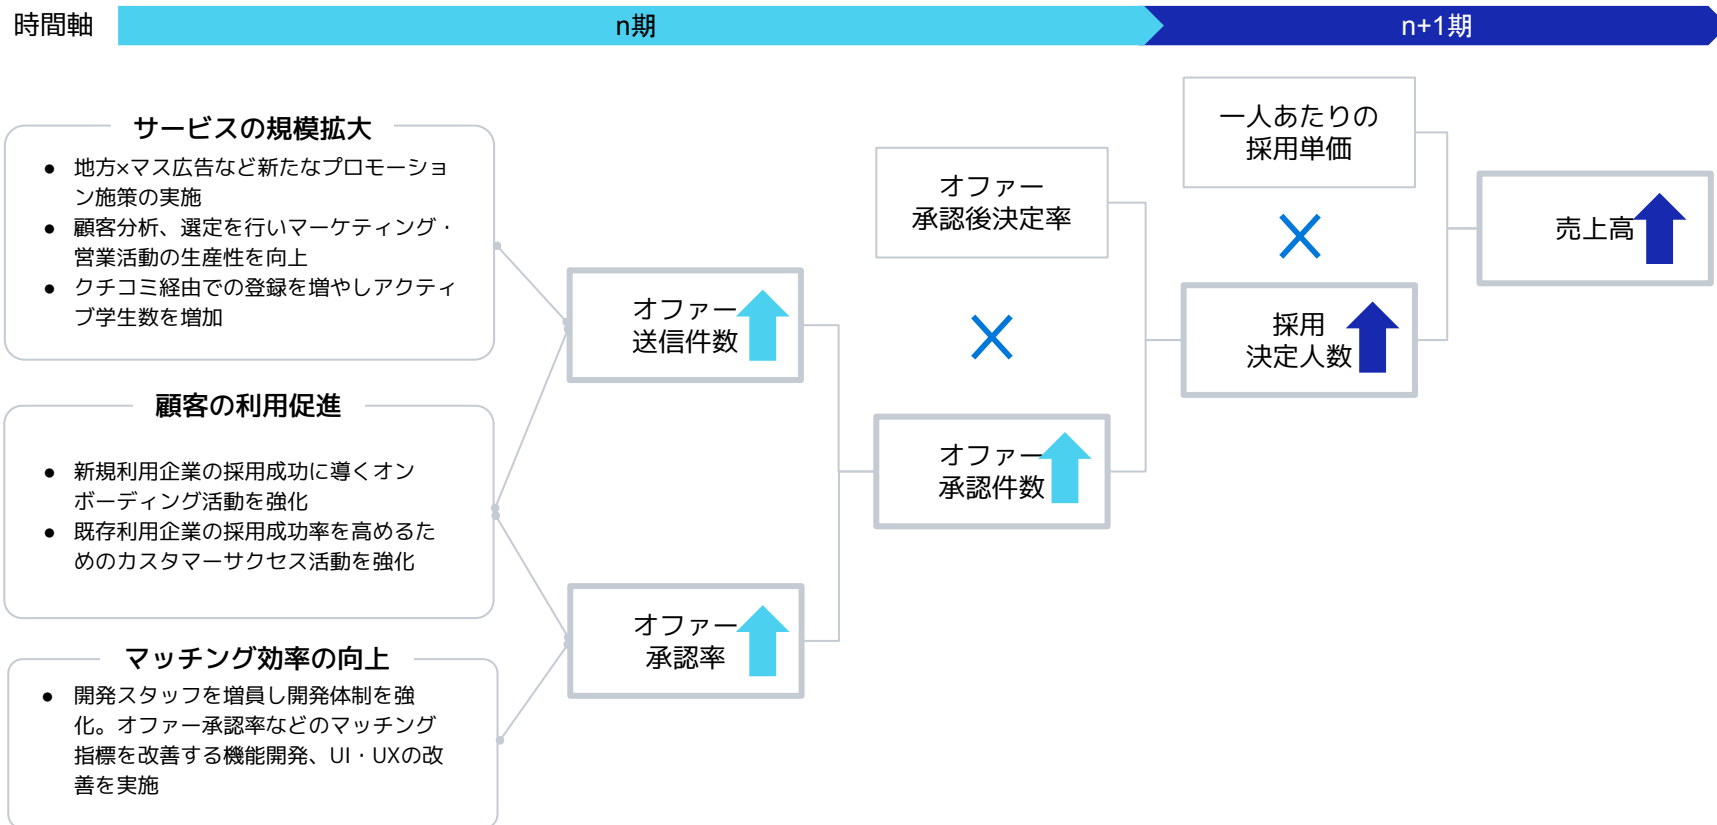 時間軸
n期
n+1期
サービスの規模拡大
● 地方×マス広告など新たなプロモーショ
ン施策の実施
● 顧客分析、選定を行いマーケティング・
営業活動の生産性を向上
● クチコミ経由での登録を増やしアクティ
ブ学生数を増加
顧客の利用促進
● 新規利用企業の採用成功に導くオン
ボーディング活動を強化
● 既存利用企業の採用成功率を高めるた
めのカスタマーサクセス活動を強化
マッチング効率の向上
● 開発スタッフを増員し開発体制を強
化。オファー承認率などのマッチング
指標を改善する機能開発、UI・UXの改
善を実施
オファー
送信件数
オファー
承認率
オファー
承認後決定率
オファー
承認件数
一人あたりの
採用単価
採用
決定人数
売上高